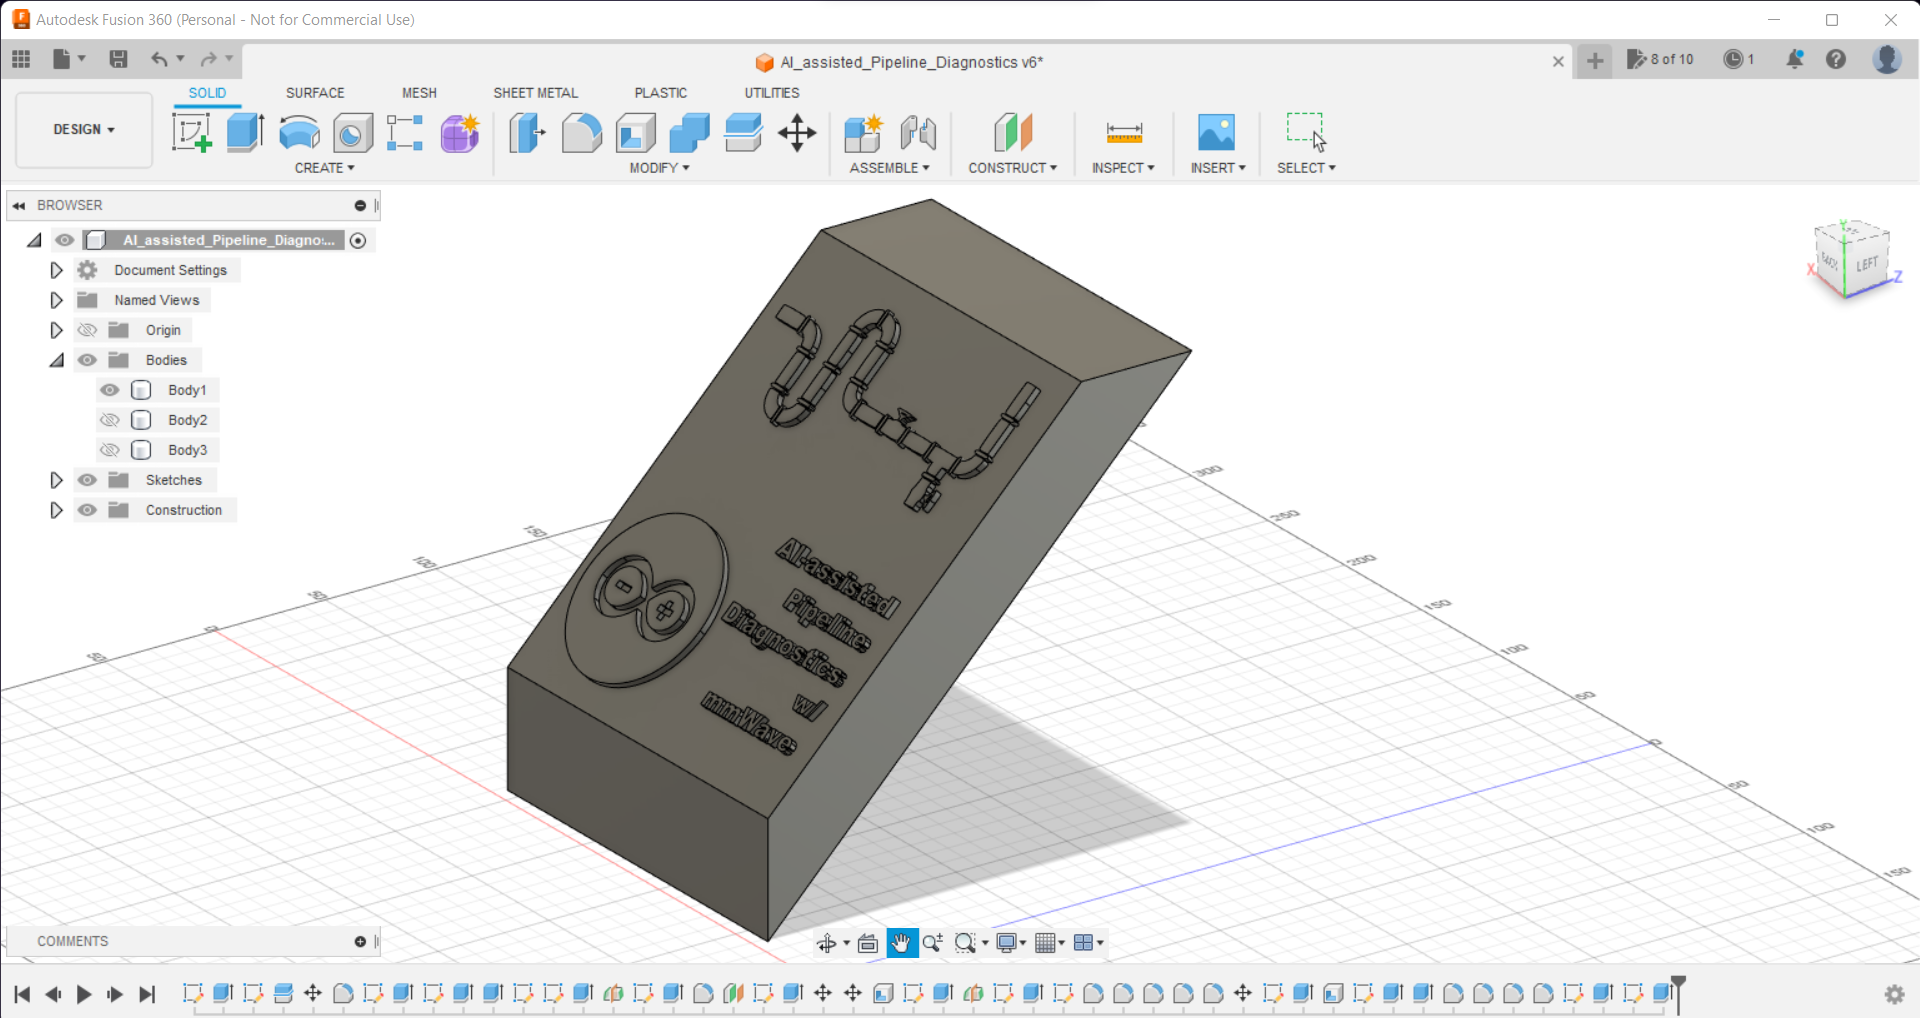 Autodesk Fusion 360 (Personal - Not for Commercial Use)
AI_assisted_Pipeline_Diagnostics v6*
8 of 10
1
SOLID
SURFACE
MESH
SHEET METAL
PLASTIC
UTILITIES
DESIGN
CREATE
MODIFY
ASSEMBLE
CONSTRUCT
INSPECT
INSERT
SELECT
BROWSER
AI_assisted_Pipeline_Diagno...
Document Settings
Named Views
Origin
Bodies
Body1
Body2
Body3
Sketches
Construction
AI-assisted
Pipeline
Diagnostics
w/
mmWave
BACK
LEFT
X
Y
Z
50
0
50
100
150
300
250
200
150
100
50
0
50
100
150
COMMENTS